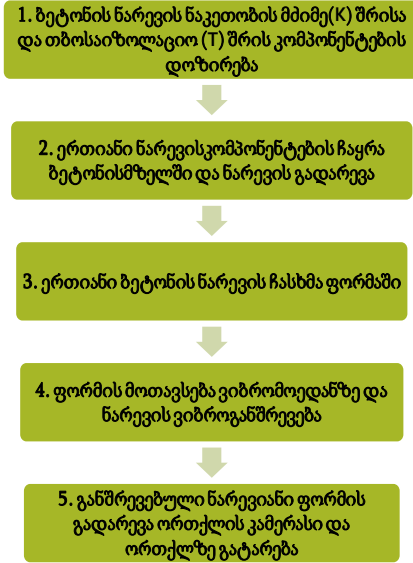 1. ბეტონის ნარევის ნაკეთობის მძიმე(K) შრისა
და თბოსაიზოლაციო (T) შრის კომპონენტების
დოზირება
2. ერთიანი ნარევისკომპონენტების ჩაყრა
ბეტონისმზელში და ნარევის გადარევა
3. ერთიანი ბეტონის ნარევის ჩასხმა ფორმაში
4. ფორმის მოთავსება ვიბრომოედანზე და
ნარევის ვიბროგანშრევება
5. განშრევებული ნარევიანი ფორმის
გადარევა ორთქლის კამერასი და
ორთქლზე გატარება